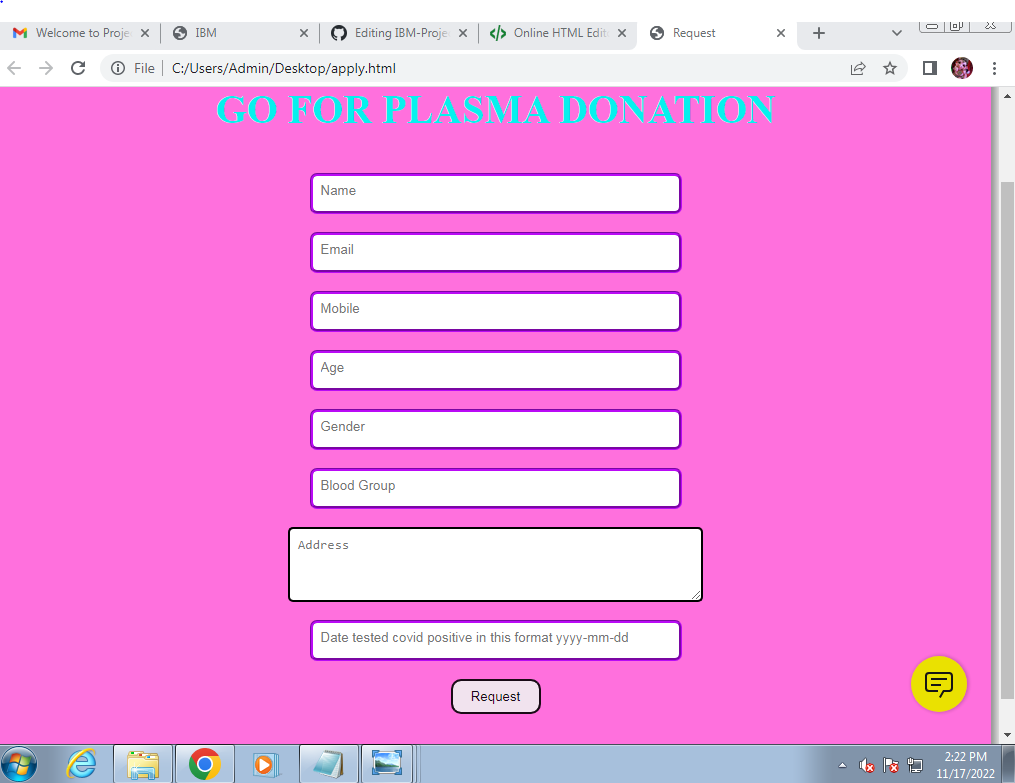 Welcome to Proje
IBM
Editing IBM-Proje
Online HTML Edit
Request
File
C:/Users/Admin/Desktop/apply.html
GO FOR PLASMA DONATION
Name
Email
Mobile
Age
Gender
Blood Group
Address
Date tested covid positive in this format yyyy-mm-dd
Request
2:22 PM
11/17/2022